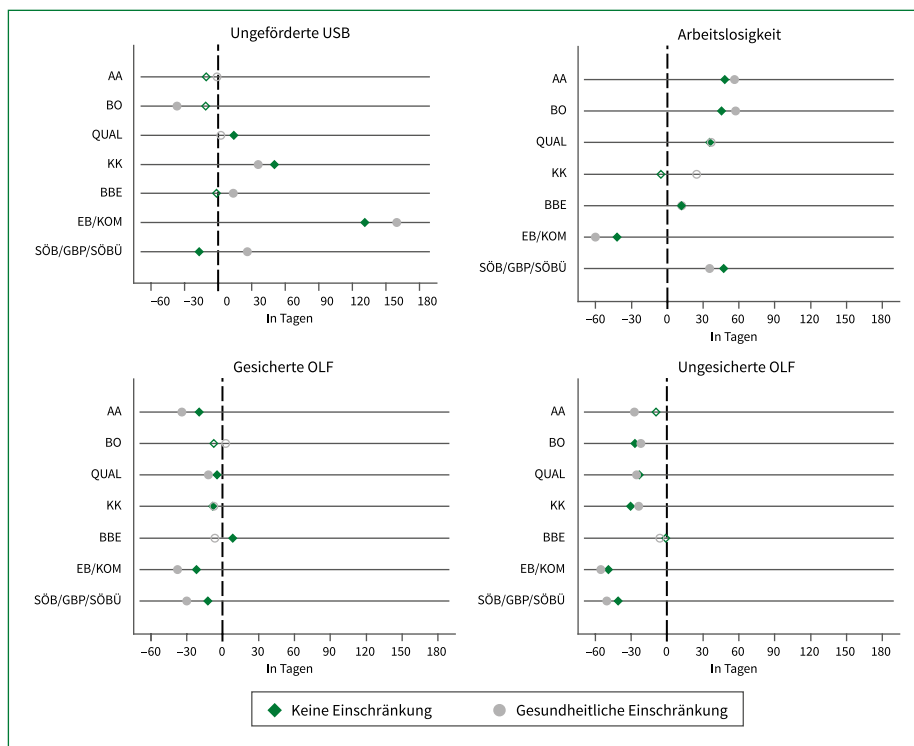 Ungeförderte USB
AA
BO
QUAL
KK
BBE
EB/KOM
SÖB/GBP/SÖBÜ
−60 −30 0 30 60 90 120 150 180
In Tagen
Arbeitslosigkeit
AA
BO
QUAL
KK
BBE
EB/KOM
SÖB/GBP/SÖBÜ
−60 −30 0 30 60 90 120 150 180
In Tagen
Gesicherte OLF
AA
BO
QUAL
KK
BBE
EB/KOM
SÖB/GBP/SÖBÜ
−60 −30 0 30 60 90 120 150 180
In Tagen
Ungesicherte OLF
AA
BO
QUAL
KK
BBE
EB/KOM
SÖB/GBP/SÖBÜ
−60 −30 0 30 60 90 120 150 180
In Tagen
Keine Einschränkung Gesundheitliche Einschränkung